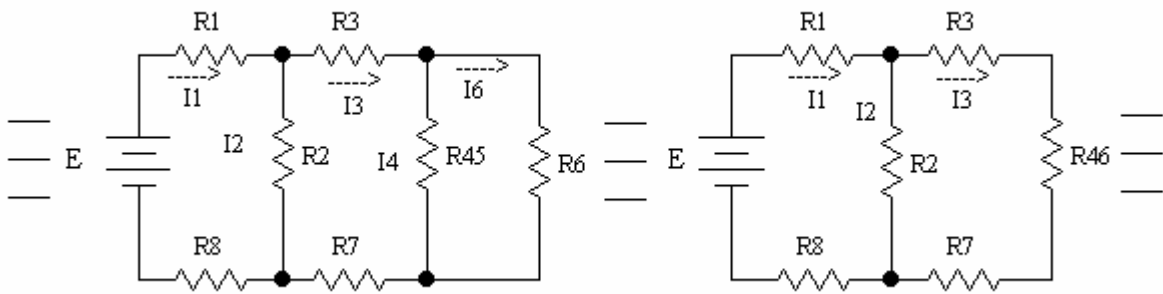 R1 R3 R1 R3
I1 I3 I6 I1 I3
I2 I2
E R2 I4 R45 R6 E R2 R46
R8 R7 R8 R7